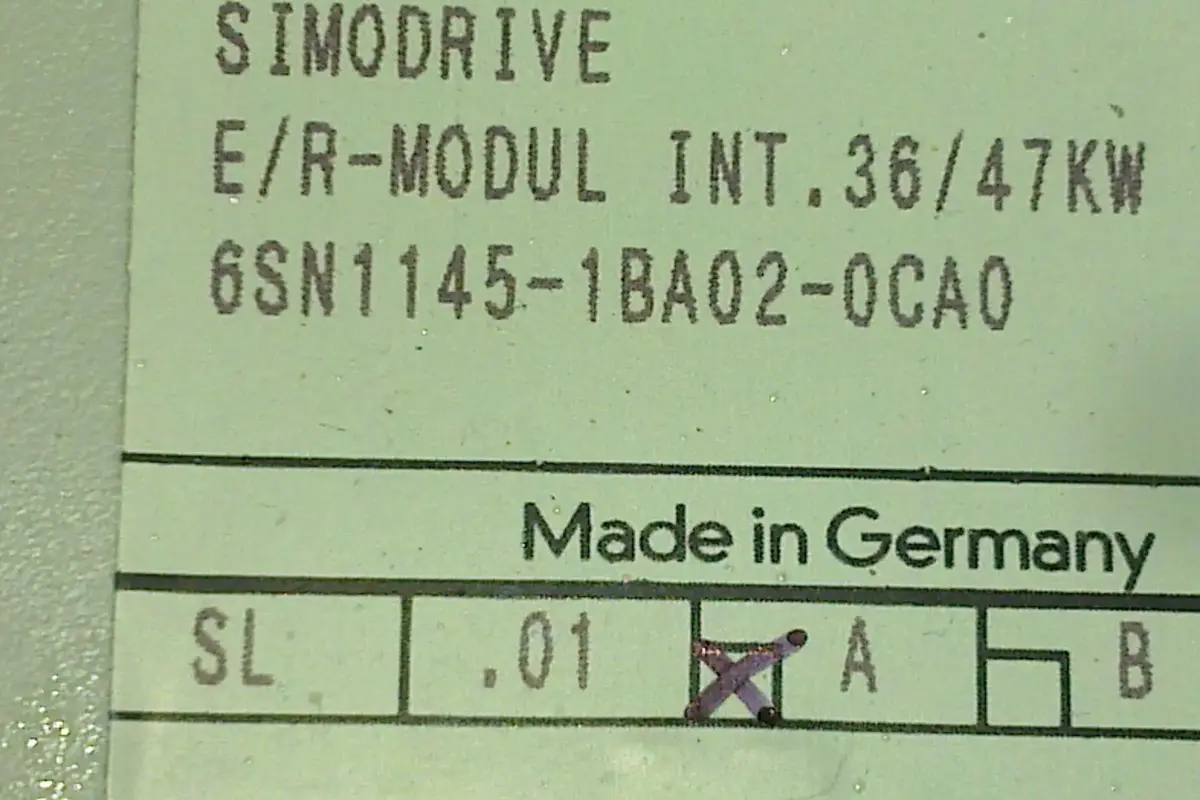 SIMODRIVE
E/R-MODUL INT.36/47KW
6SN1145-1BA02-0CA0
Made in Germany
SL .01 A B